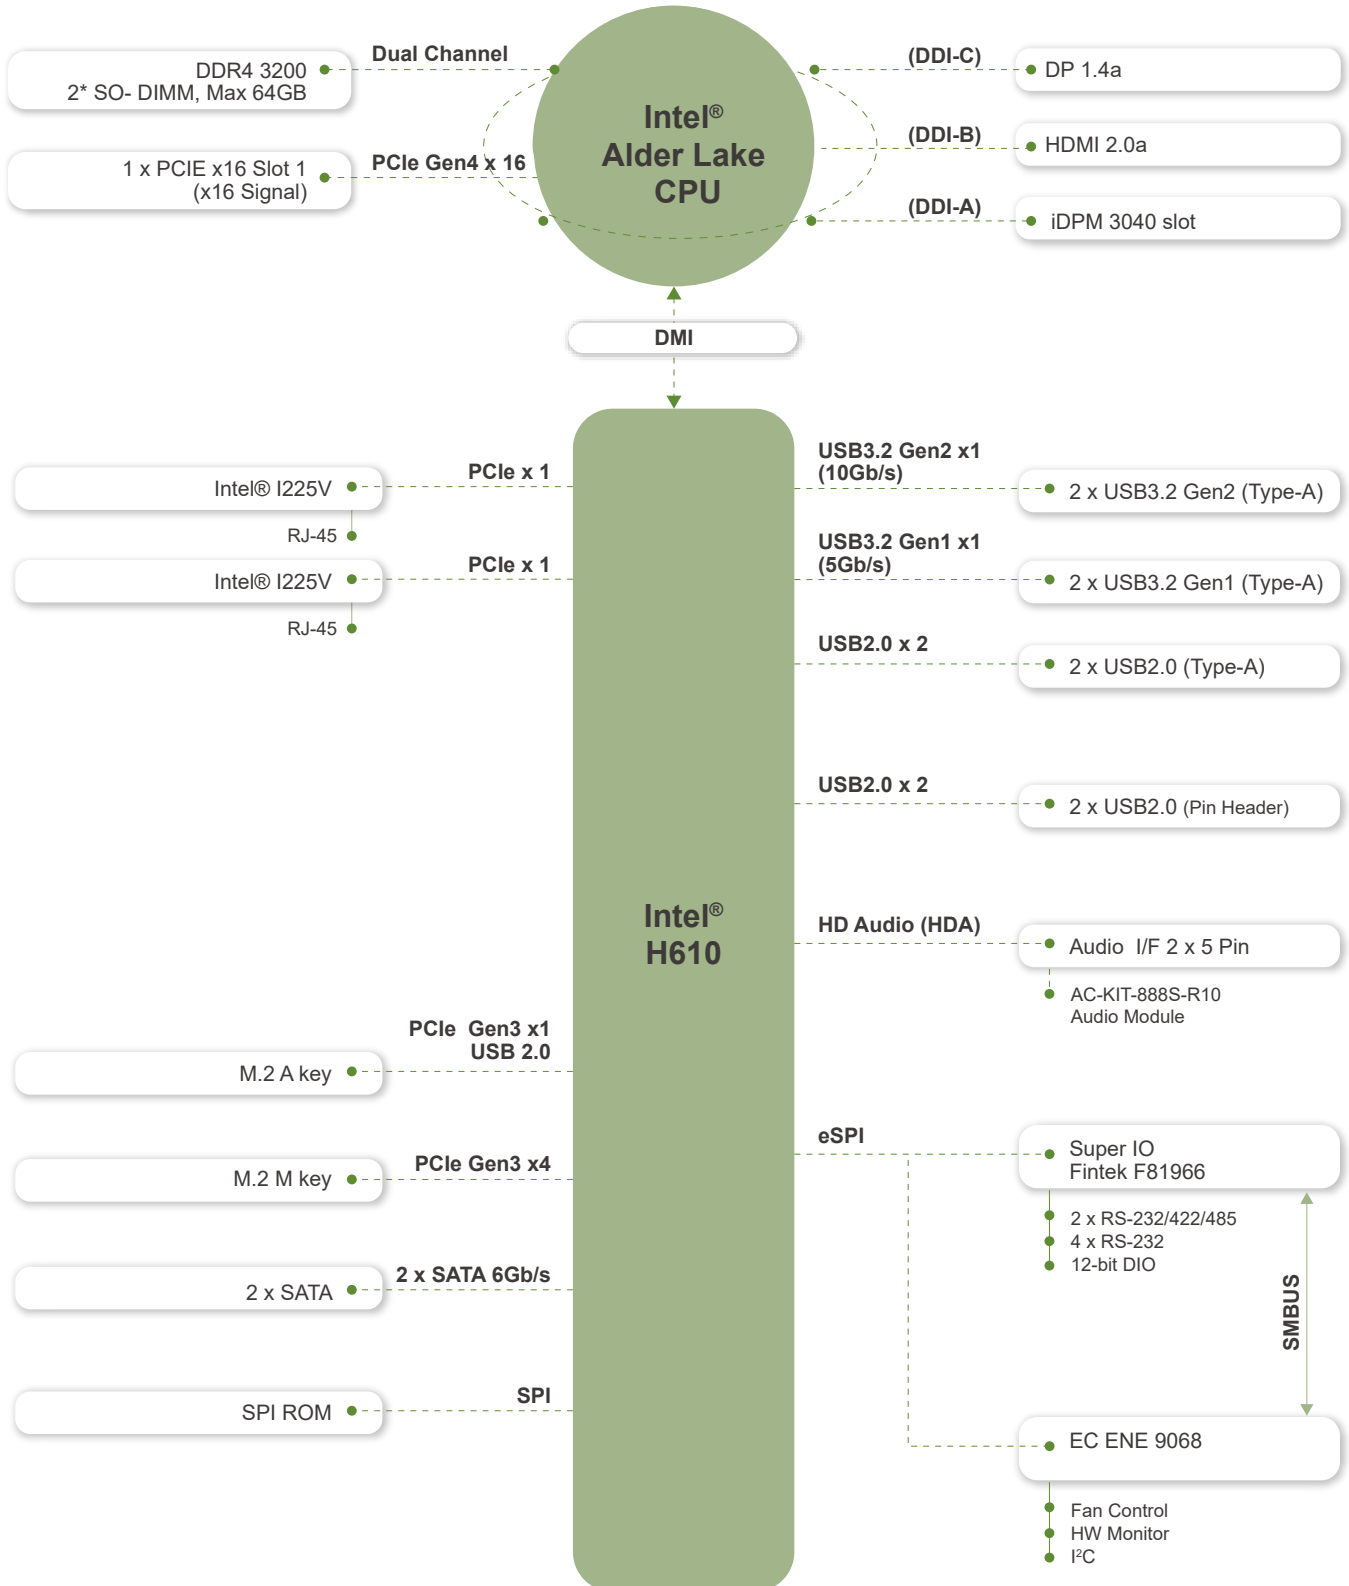 Dual Channel
DDR4 3200
2* SO- DIMM, Max 64GB
PCIe Gen4 x 16
1 x PCIE x16 Slot 1
(x16 Signal)
Intel®
Alder Lake
CPU
(DDI-C)
DP 1.4a
(DDI-B)
HDMI 2.0a
(DDI-A)
iDPM 3040 slot
DMI
PCIe x 1
Intel® I225V
RJ-45
PCIe x 1
Intel® I225V
RJ-45
USB3.2 Gen2 x1
(10Gb/s)
2 x USB3.2 Gen2 (Type-A)
USB3.2 Gen1 x1
(5Gb/s)
2 x USB3.2 Gen1 (Type-A)
USB2.0 x 2
2 x USB2.0 (Type-A)
USB2.0 x 2
2 x USB2.0 (Pin Header)
Intel®
H610
HD Audio (HDA)
Audio I/F 2 x 5 Pin
AC-KIT-888S-R10
Audio Module
PCIe Gen3 x1
USB 2.0
M.2 A key
PCIe Gen3 x4
M.2 M key
2 x SATA 6Gb/s
2 x SATA
SPI
SPI ROM
eSPI
Super IO
Fintek F81966
2 x RS-232/422/485
4 x RS-232
12-bit DIO
SMBUS
EC ENE 9068
Fan Control
HW Monitor
I²C